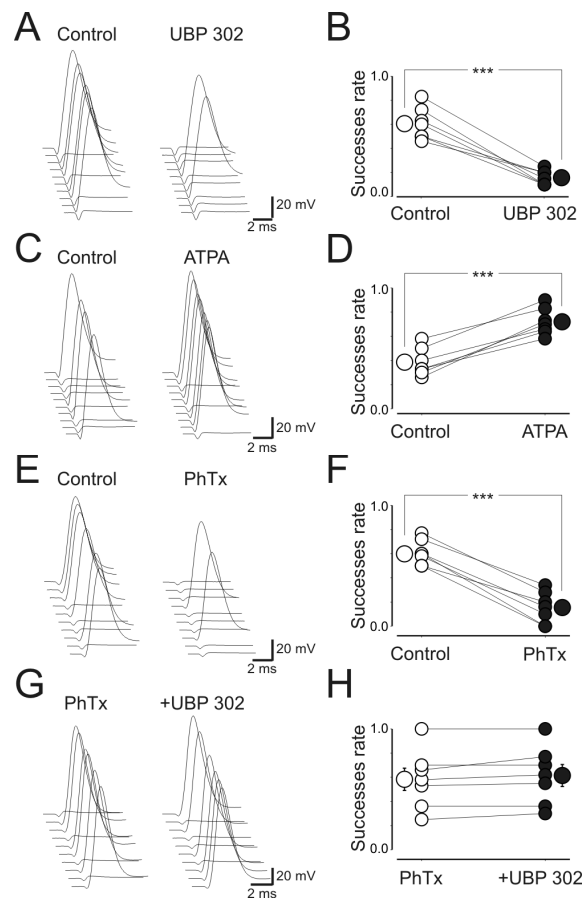 A
Control
UBP 302
20 mV
2 ms
B
***
Successes rate
1.0
0.0
Control
UBP 302
C
Control
ATPA
20 mV
2 ms
D
***
Successes rate
1.0
0.0
Control
ATPA
E
Control
PhTx
20 mV
2 ms
F
***
Successes rate
1.0
0.0
Control
PhTx
G
PhTx
+UBP 302
20 mV
2 ms
H
Successes rate
1.0
0.0
PhTx
+UBP 302